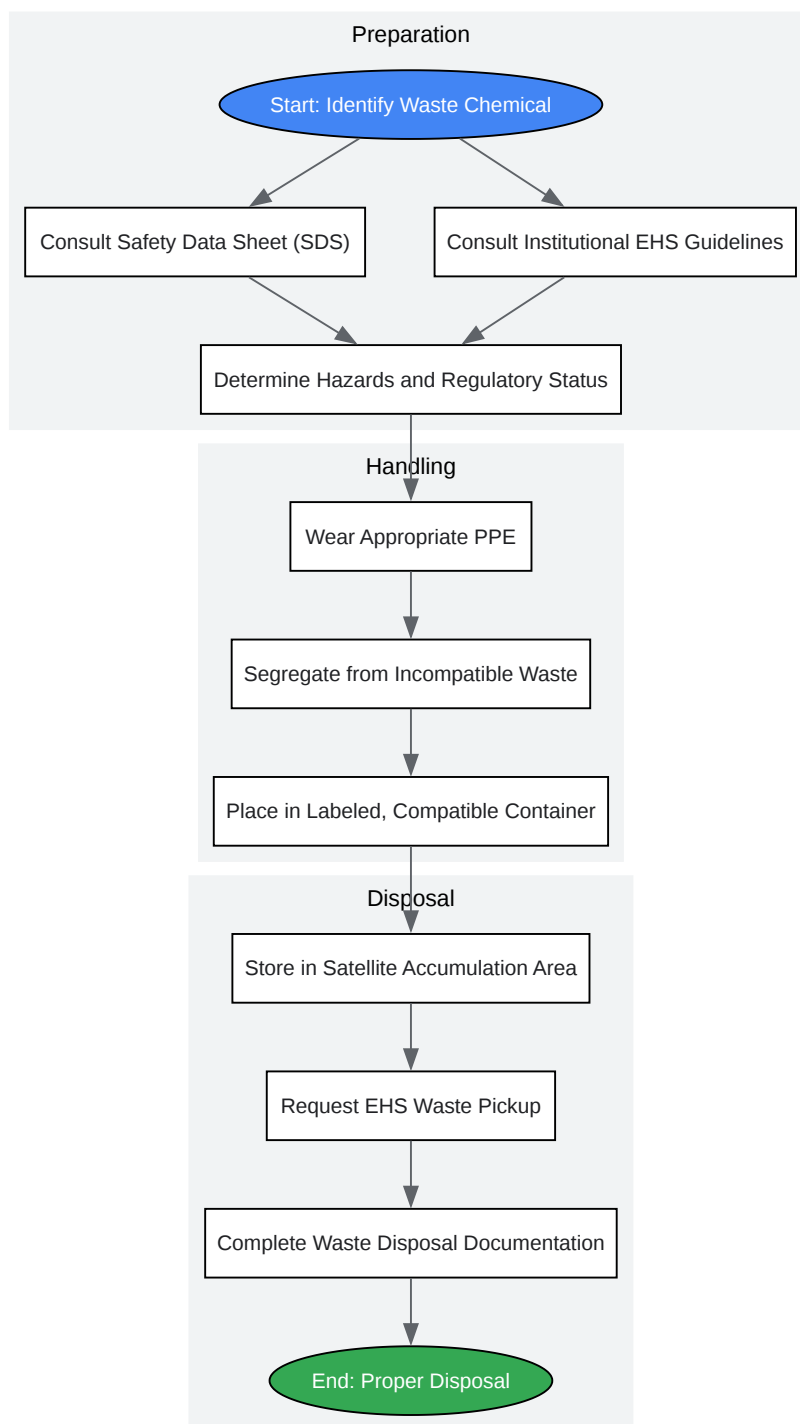 Preparation
Start: Identify Waste Chemical
Consult Safety Data Sheet (SDS)
Consult Institutional EHS Guidelines
Determine Hazards and Regulatory Status
Handling
Wear Appropriate PPE
Segregate from Incompatible Waste
Place in Labeled, Compatible Container
Disposal
Store in Satellite Accumulation Area
Request EHS Waste Pickup
Complete Waste Disposal Documentation
End: Proper Disposal